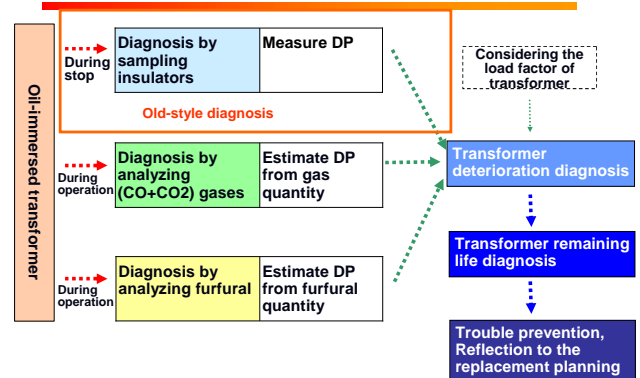 Oil-immersed transformer
During
stop
Diagnosis by
sampling
insulators
Measure DP
Old-style diagnosis
Considering the
load factor of
transformer
During
operation
Diagnosis by
analyzing
(CO+CO2) gases
Estimate DP
from gas
quantity
Transformer
deterioration diagnosis
During
operation
Diagnosis by
analyzing furfural
Estimate DP
from furfural
quantity
Transformer remaining
life diagnosis
Trouble prevention,
Reflection to the
replacement planning